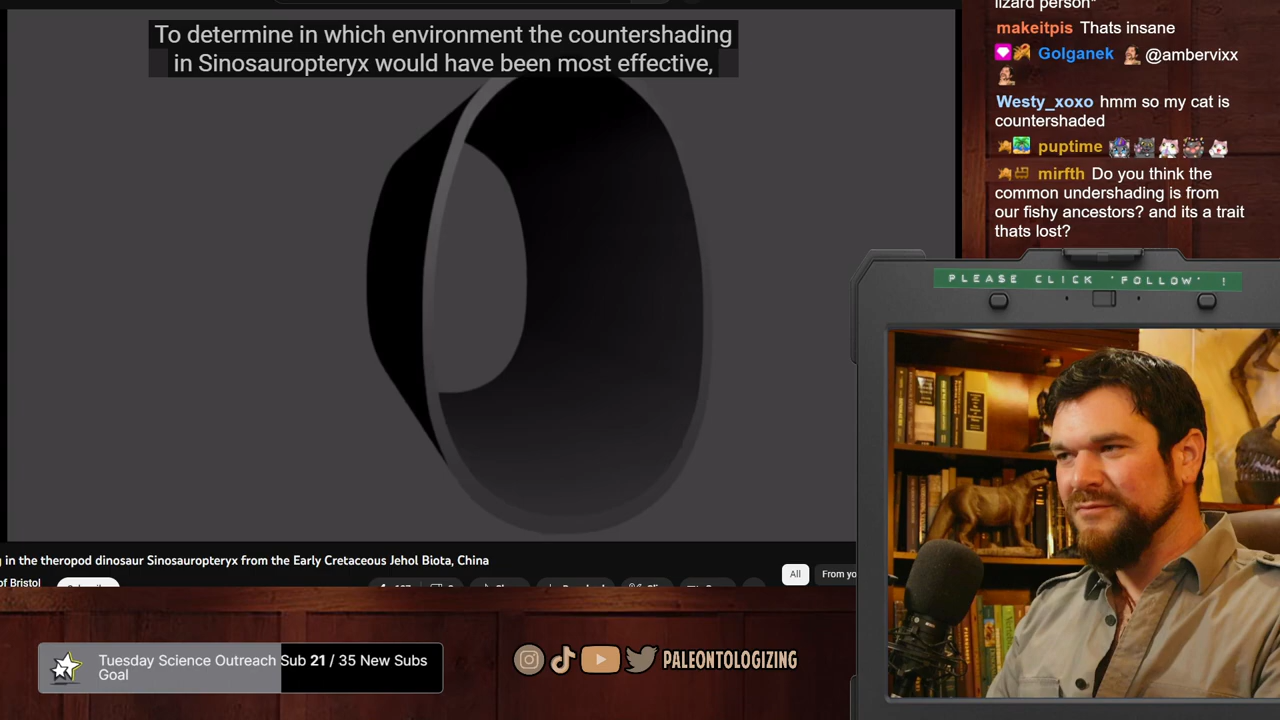 To determine in which environment the countershading
in Sinosauropteryx would have been most effective,
lizard person"
makeitpis Thats insane
Golganek @ambervixx
Westy_xoxo hmm so my cat is
countershaded
puptime
mirfth Do you think the
common undershading is from
our fishy ancestors? and its a trait
thats lost?
PLEASE CLICK 'FOLLOW' !
in the theropod dinosaur Sinosauropteryx from the Early Cretaceous Jehol Biota, China
of Bristol
All
From yo
Tuesday Science Outreach Sub 21 / 35 New Subs
Goal
PALEONTOLOGIZING